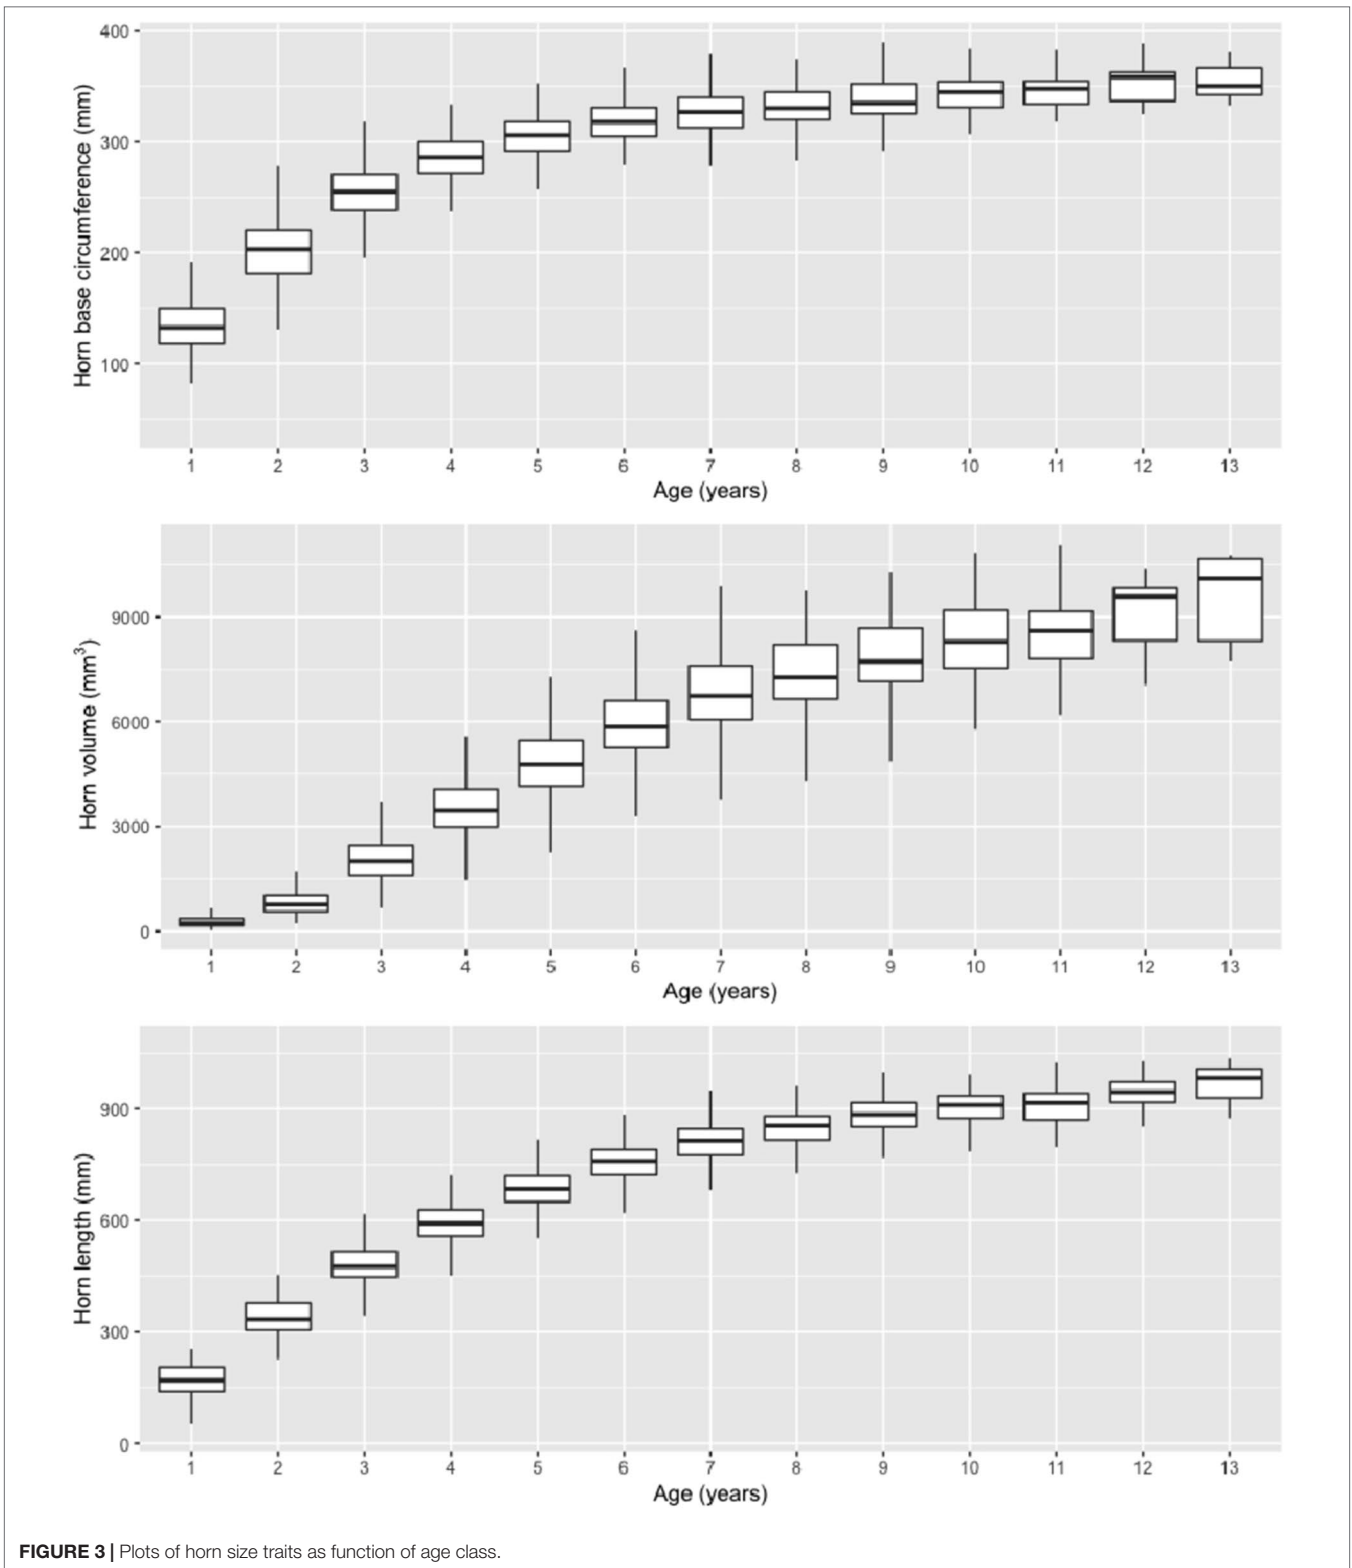 400
300
200
100
Horn base circumference (mm)
1 2 3 4 5 6 7 8 9 10 11 12 13
Age (years)
9000
6000
3000
0
Horn volume (mm³)
1 2 3 4 5 6 7 8 9 10 11 12 13
Age (years)
900
600
300
0
Horn length (mm)
1 2 3 4 5 6 7 8 9 10 11 12 13
Age (years)
FIGURE 3 | Plots of horn size traits as function of age class.